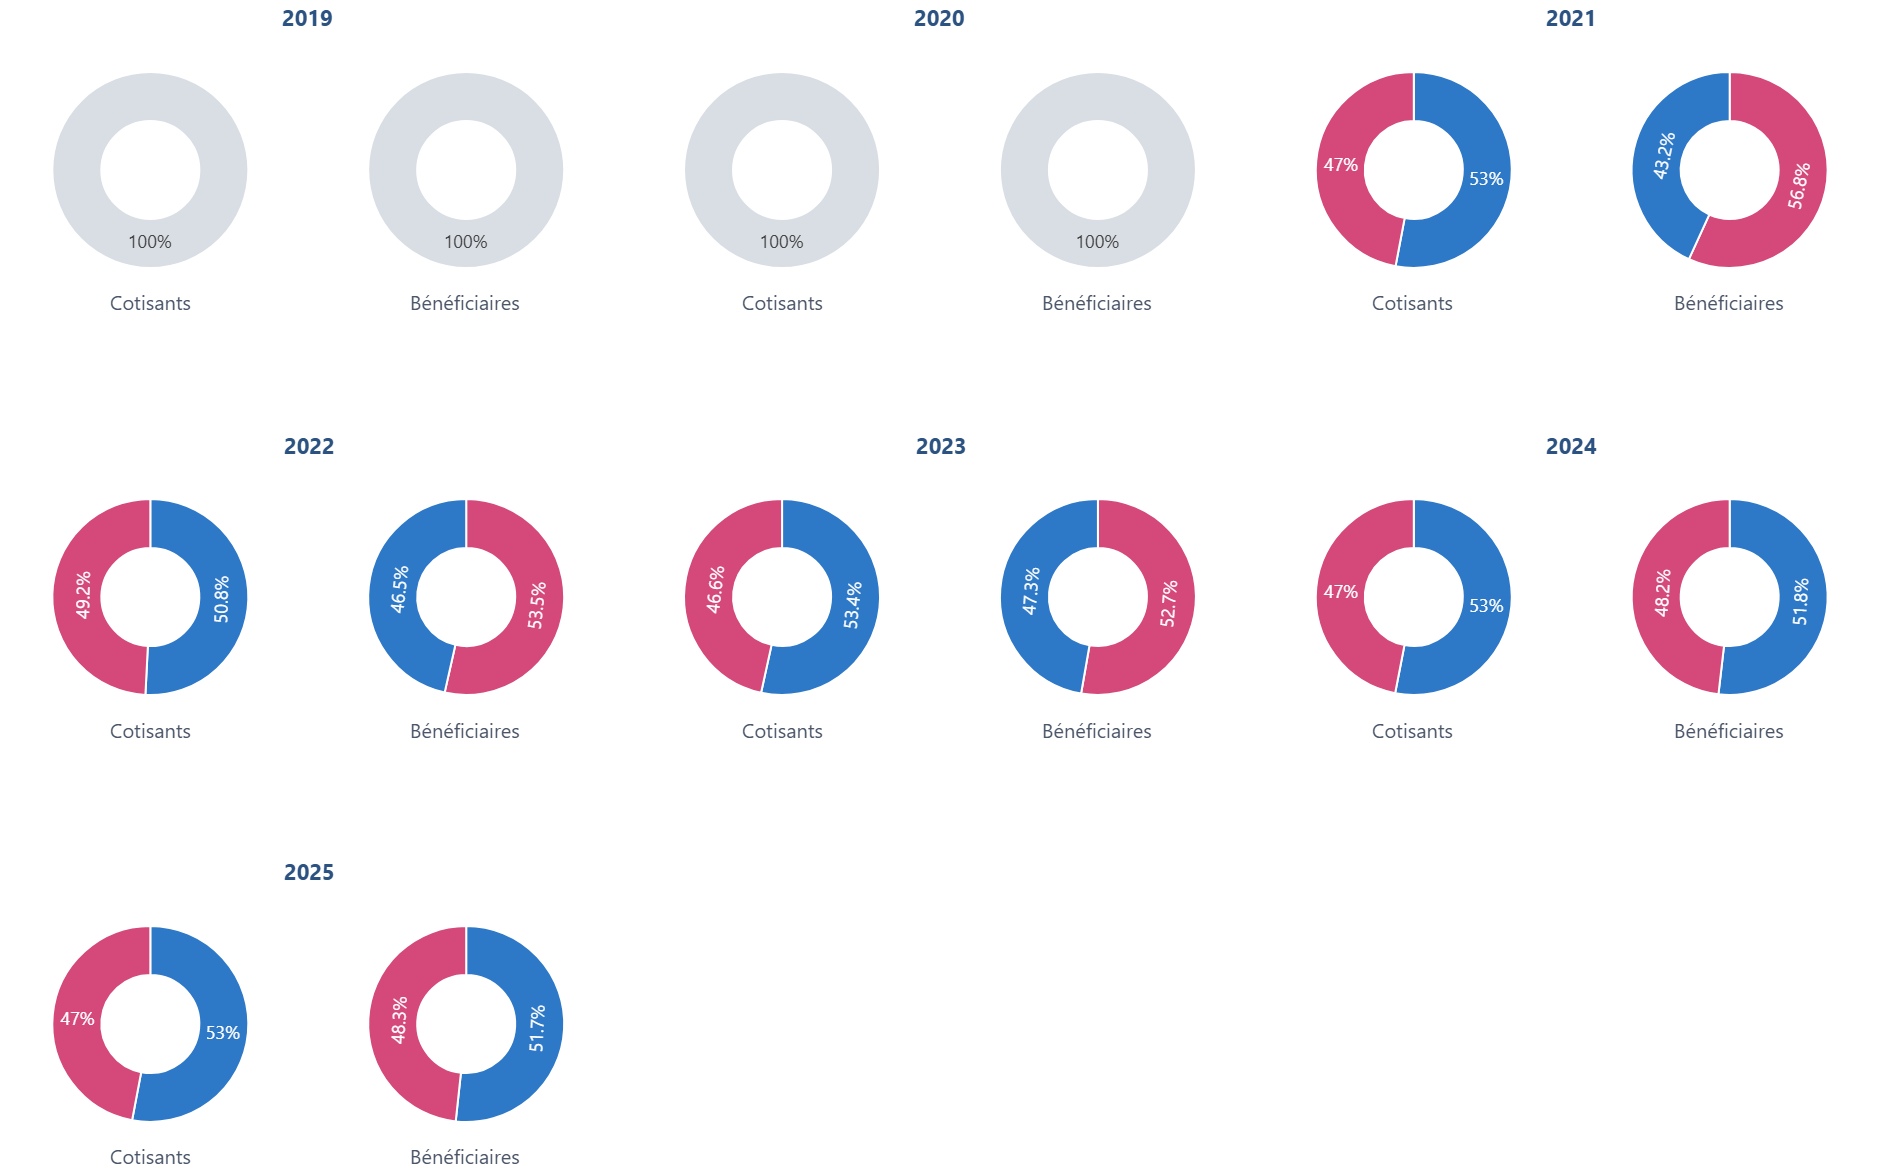 2019
100%
Cotisants
100%
Bénéficiaires
2020
100%
Cotisants
100%
Bénéficiaires
2021
47%
53%
Cotisants
43.2%
56.8%
Bénéficiaires
2022
49.2%
50.8%
Cotisants
46.5%
53.5%
Bénéficiaires
2023
46.6%
53.4%
Cotisants
47.3%
52.7%
Bénéficiaires
2024
47%
53%
Cotisants
48.2%
51.8%
Bénéficiaires
2025
47%
53%
Cotisants
48.3%
51.7%
Bénéficiaires